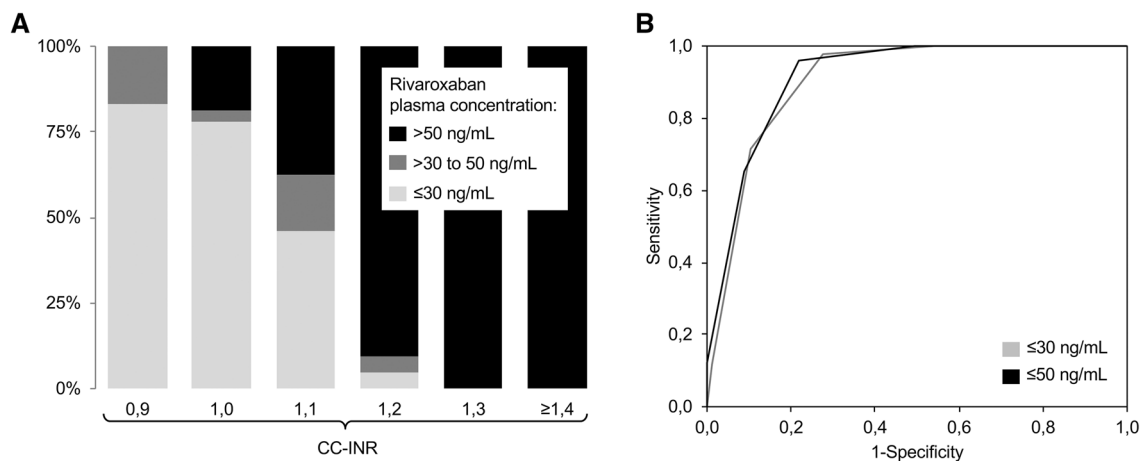 A
100%
75%
50%
25%
0%
Rivaroxaban
plasma concentration:
>50 ng/mL
>30 to 50 ng/mL
≤30 ng/mL
0,9 1,0 1,1 1,2 1,3 ≥1,4
CC-INR
B
Sensitivity
1,0
0,8
0,6
0,4
0,2
0,0
≤30 ng/mL
≤50 ng/mL
0,0 0,2 0,4 0,6 0,8 1,0
1-Specificity